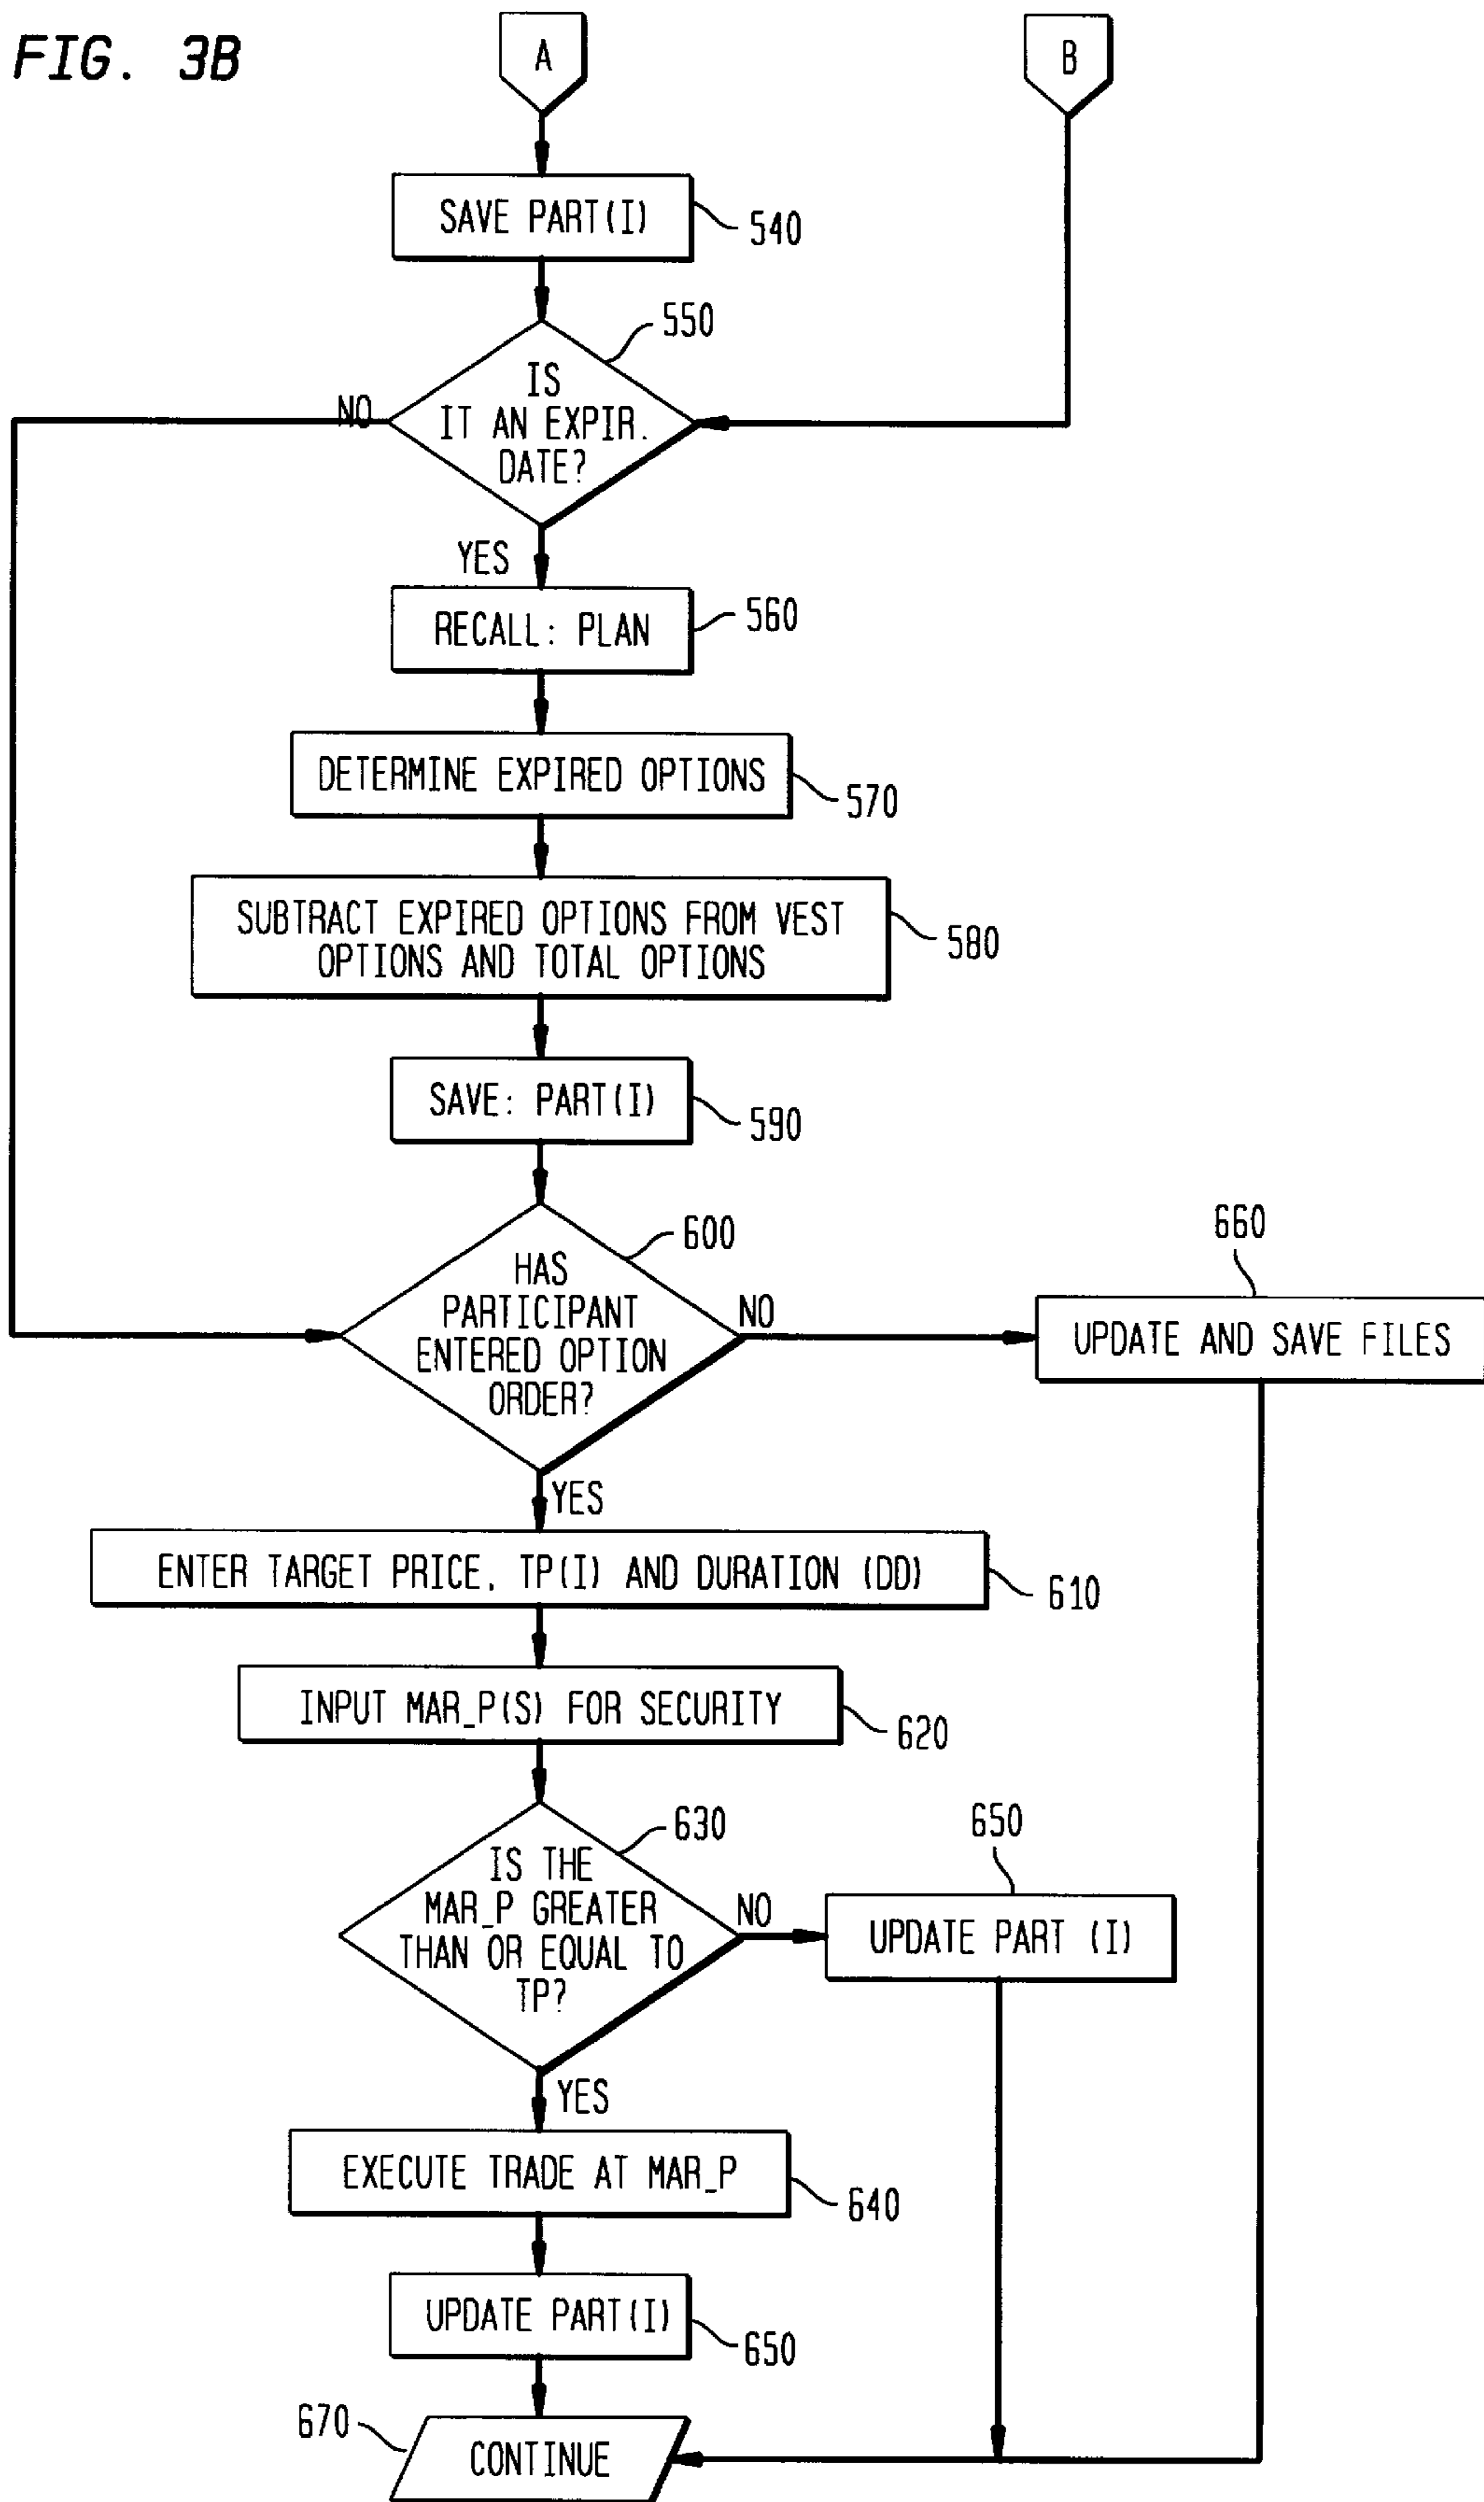 FIG. 3B
A
B
SAVE PART(I)
540
550
IS
IT AN EXPIR.
DATE?
NO
YES
RECALL: PLAN
560
DETERMINE EXPIRED OPTIONS
570
SUBTRACT EXPIRED OPTIONS FROM VEST
OPTIONS AND TOTAL OPTIONS
580
SAVE: PART(I)
590
600
HAS
PARTICIPANT
ENTERED OPTION
ORDER?
NO
660
UPDATE AND SAVE FILES
YES
ENTER TARGET PRICE, TP(I) AND DURATION (DD)
610
INPUT MAR_P(S) FOR SECURITY
620
630
IS THE
MAR_P GREATER
THAN OR EQUAL TO
TP?
NO
650
UPDATE PART (I)
YES
EXECUTE TRADE AT MAR_P
640
UPDATE PART(I)
650
670
CONTINUE